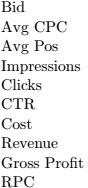 Bid
Avg CPC
Avg Pos
Impressions
Clicks
CTR
Cost
Revenue
Gross Profit
RPC